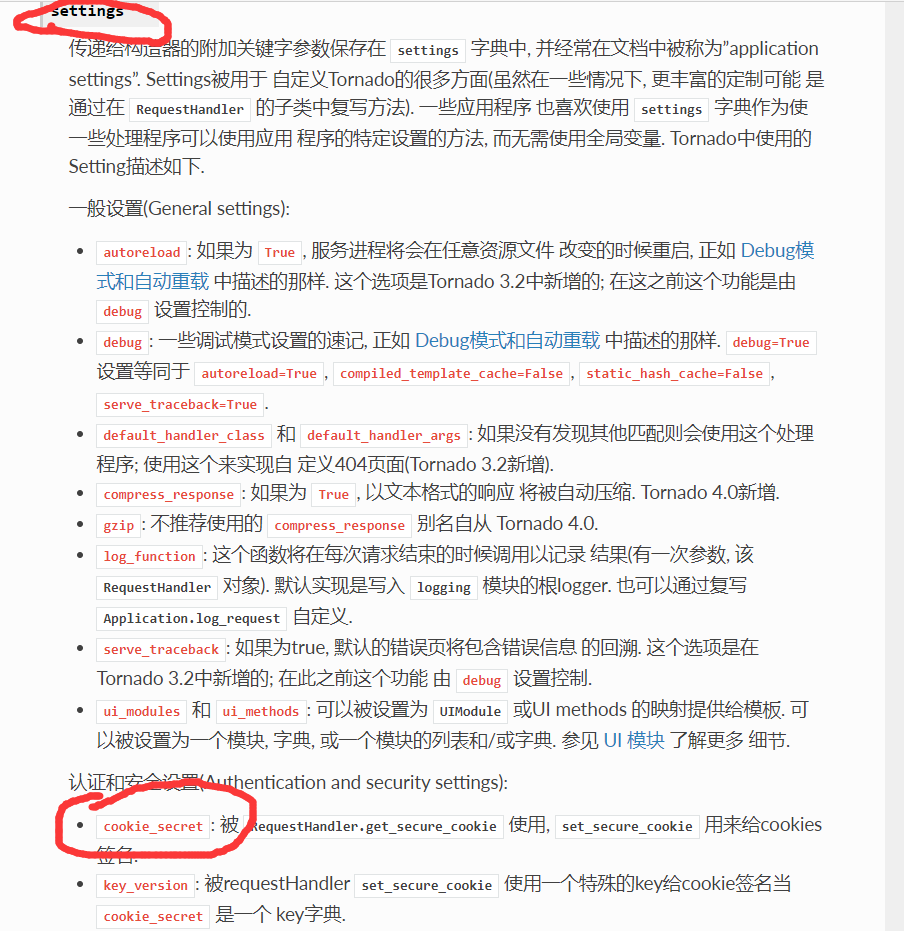 settings
传递给构造器的附加关键字参数保存在 settings 字典中, 并经常在文档中被称为”application
settings”. Settings被用于 自定义Tornado的很多方面(虽然在一些情况下, 更丰富的定制可能 是
通过在 RequestHandler 的子类中复写方法). 一些应用程序 也喜欢使用 settings 字典作为使
一些处理程序可以使用应用 程序的特定设置的方法, 而无需使用全局变量. Tornado中使用的
Setting描述如下.
一般设置(General settings):
• autoreload: 如果为 True, 服务进程将会在任意资源文件 改变的时候重启, 正如 Debug模
式和自动重载 中描述的那样. 这个选项是Tornado 3.2中新增的; 在这之前这个功能是由
debug 设置控制的.
• debug: 一些调试模式设置的速记, 正如 Debug模式和自动重载 中描述的那样. debug=True
设置等同于 autoreload=True, compiled_template_cache=False, static_hash_cache=False,
serve_traceback=True.
• default_handler_class 和 default_handler_args: 如果没有发现其他匹配则会使用这个处理
程序; 使用这个来实现自 定义404页面(Tornado 3.2新增).
• compress_response: 如果为 True, 以文本格式的响应 将被自动压缩. Tornado 4.0新增.
• gzip: 不推荐使用的 compress_response 别名自从 Tornado 4.0.
• log_function: 这个函数将在每次请求结束的时候调用以记录 结果(有一次参数, 该
RequestHandler 对象). 默认实现是写入 logging 模块的根logger. 也可以通过复写
Application.log_request 自定义.
• serve_traceback: 如果为true, 默认的错误页将包含错误信息 的回溯. 这个选项是在
Tornado 3.2中新增的; 在此之前这个功能 由 debug 设置控制.
• ui_modules 和 ui_methods: 可以被设置为 UIModule 或UI methods 的映射提供给模板. 可
以被设置为一个模块, 字典, 或一个模块的列表和/或字典. 参见 UI 模块 了解更多 细节.
认证和安全设置(Authentication and security settings):
• cookie_secret: 被 RequestHandler.get_secure_cookie 使用, set_secure_cookie 用来给cookies
签名.
• key_version: 被requestHandler set_secure_cookie 使用一个特殊的key给cookie签名当
cookie_secret 是一个 key字典.